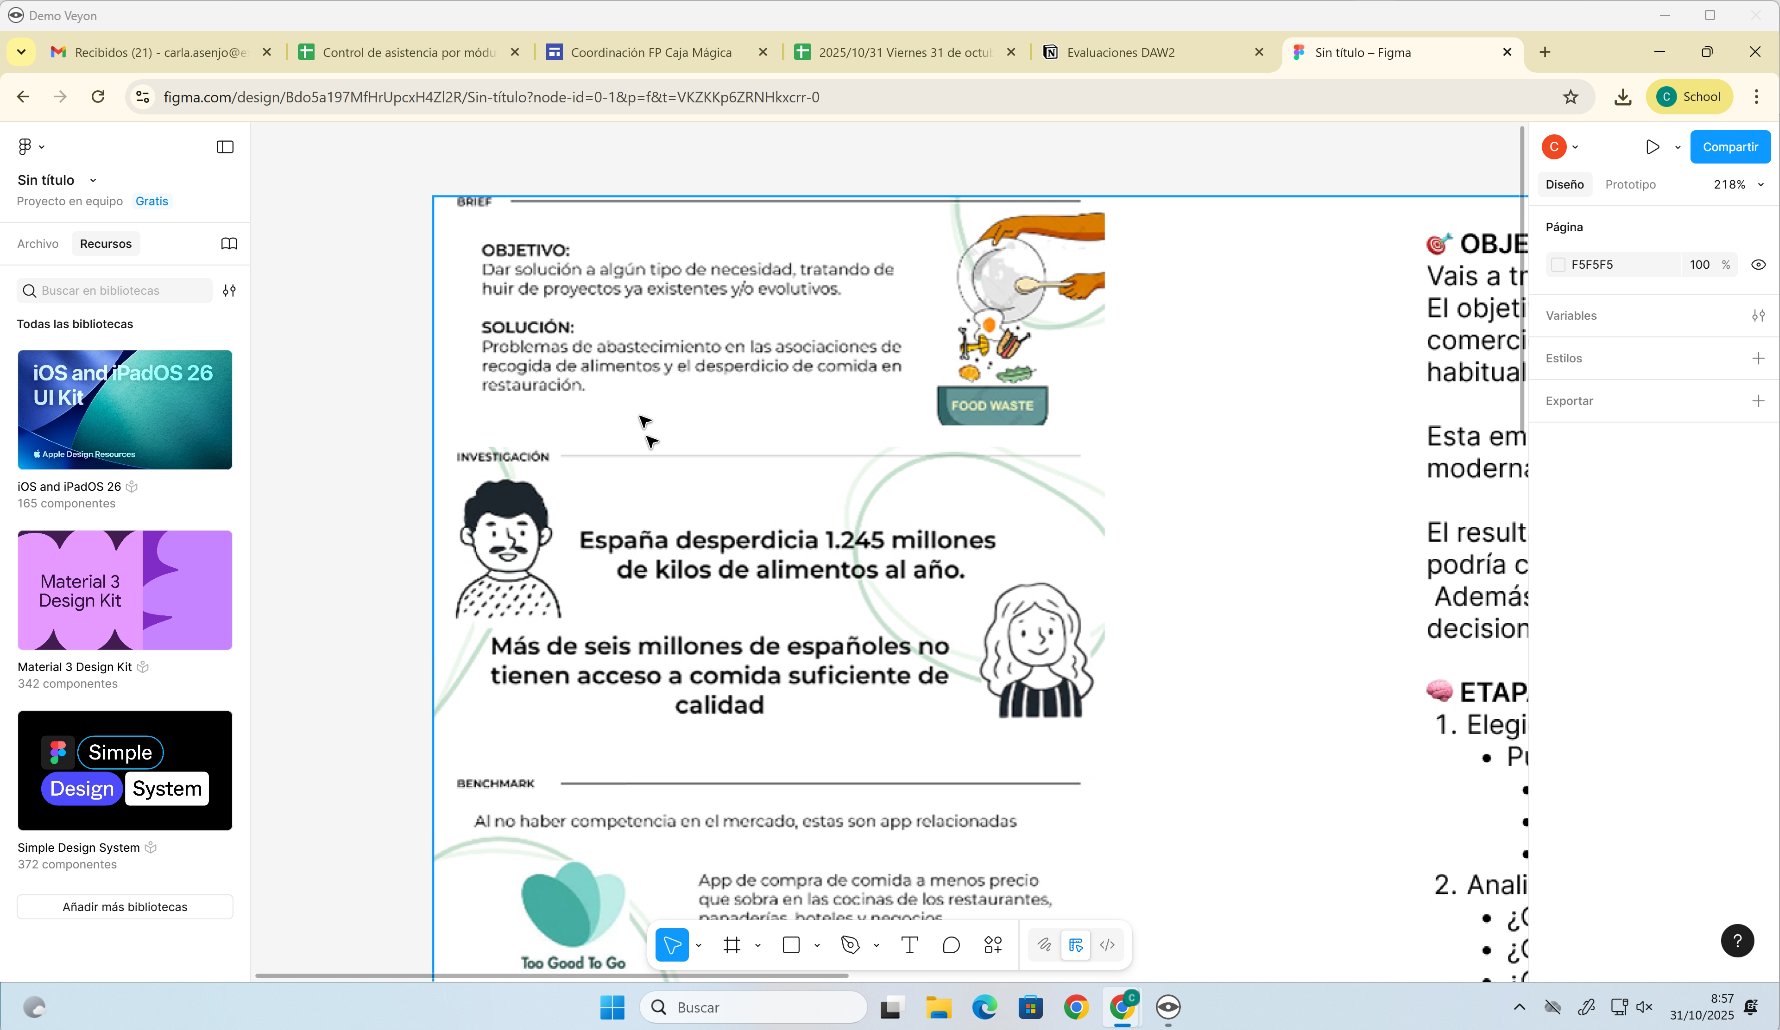 Demo Veyon
Recibidos (21) - carla.asenjo@e
Control de asistencia por módu
Coordinación FP Caja Mágica
2025/10/31 Viernes 31 de octu
Evaluaciones DAW2
Sin título – Figma
figma.com/design/Bdo5a197MfHrUpcxH4Zl2R/Sin-título?node-id=0-1&p=f&t=VKZKKp6ZRNHkxcrr-0
C School
Sin título
Proyecto en equipo Gratis
Archivo Recursos
Buscar en bibliotecas
Todas las bibliotecas
iOS and iPadOS 26
UI Kit
Apple Design Resources
iOS and iPadOS 26
165 componentes
Material 3
Design Kit
Material 3 Design Kit
342 componentes
Simple
Design System
Simple Design System
372 componentes
Añadir más bibliotecas
BRIEF
OBJETIVO:
Dar solución a algún tipo de necesidad, tratando de
huir de proyectos ya existentes y/o evolutivos.
SOLUCIÓN:
Problemas de abastecimiento en las asociaciones de
recogida de alimentos y el desperdicio de comida en
restauración.
FOOD WASTE
INVESTIGACIÓN
España desperdicia 1.245 millones
de kilos de alimentos al año.
Más de seis millones de españoles no
tienen acceso a comida suficiente de
calidad
BENCHMARK
Al no haber competencia en el mercado, estas son app relacionadas
App de compra de comida a menos precio
que sobra en las cocinas de los restaurantes,
panaderías, hoteles y negocios
Too Good To Go
OBJE
Vais a tr
El objeti
comerci
habitual
Esta em
moderna
El result
podría c
Además
decision
ETAP
1. Elegi
• Pu
2. Anali
• ¿C
• ¿C
• ¿C
C
Compartir
Diseño Prototipo 218%
Página
F5F5F5 100 %
Variables
Estilos
Exportar
?
Buscar
C
8:57
31/10/2025